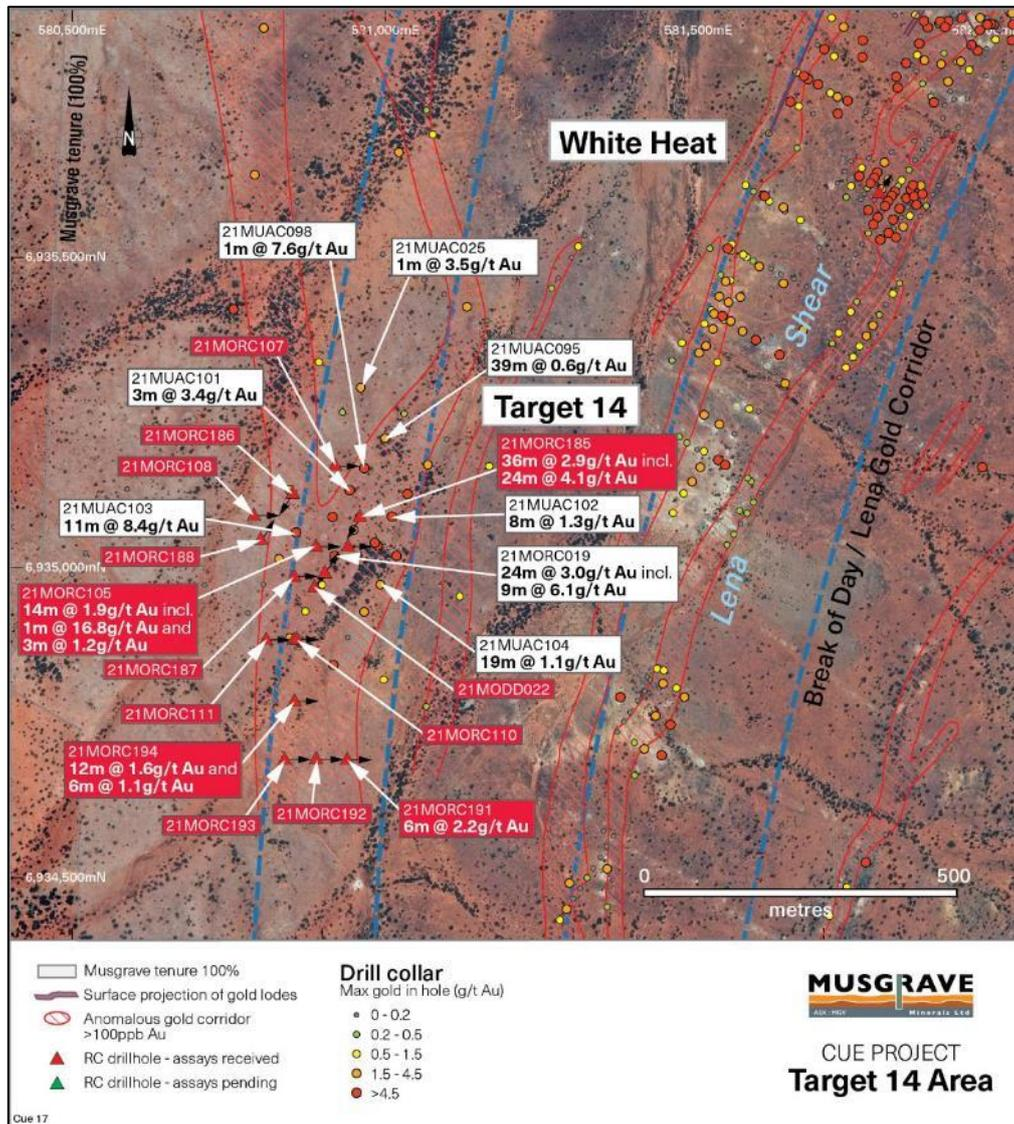 580,500mE
581,000mE
581,500mE
Musgrave tenure (100%)
N
White Heat
21MUAC098
1m @ 7.6g/t Au
21MUAC025
1m @ 3.5g/t Au
6,935,500mN
21MORC107
21MUAC095
39m @ 0.6g/t Au
Shear
21MUAC101
3m @ 3.4g/t Au
Target 14
21MORC186
21MORC185
36m @ 2.9g/t Au incl.
24m @ 4.1g/t Au
21MORC108
21MUAC103
11m @ 8.4g/t Au
21MUAC102
8m @ 1.3g/t Au
21MORC188
21MORC019
24m @ 3.0g/t Au incl.
9m @ 6.1g/t Au
6,935,000mN
Lena
Break of Day / Lena Gold Corridor
21MORC105
14m @ 1.9g/t Au incl.
1m @ 16.8g/t Au and
3m @ 1.2g/t Au
21MUAC104
19m @ 1.1g/t Au
21MORC187
21MODD022
21MORC111
21MORC110
21MORC194
12m @ 1.6g/t Au and
6m @ 1.1g/t Au
21MORC193
21MORC192
21MORC191
6m @ 2.2g/t Au
6,934,500mN
0
500
metres
Musgrave tenure 100%
Surface projection of gold lodes
Anomalous gold corridor
>100ppb Au
RC drillhole - assays received
RC drillhole - assays pending
Drill collar
Max gold in hole (g/t Au)
0 - 0.2
0.2 - 0.5
0.5 - 1.5
1.5 - 4.5
>4.5
MUSGRAVE
ASX : MGV
Minerals Ltd
CUE PROJECT
Target 14 Area
Cue 17